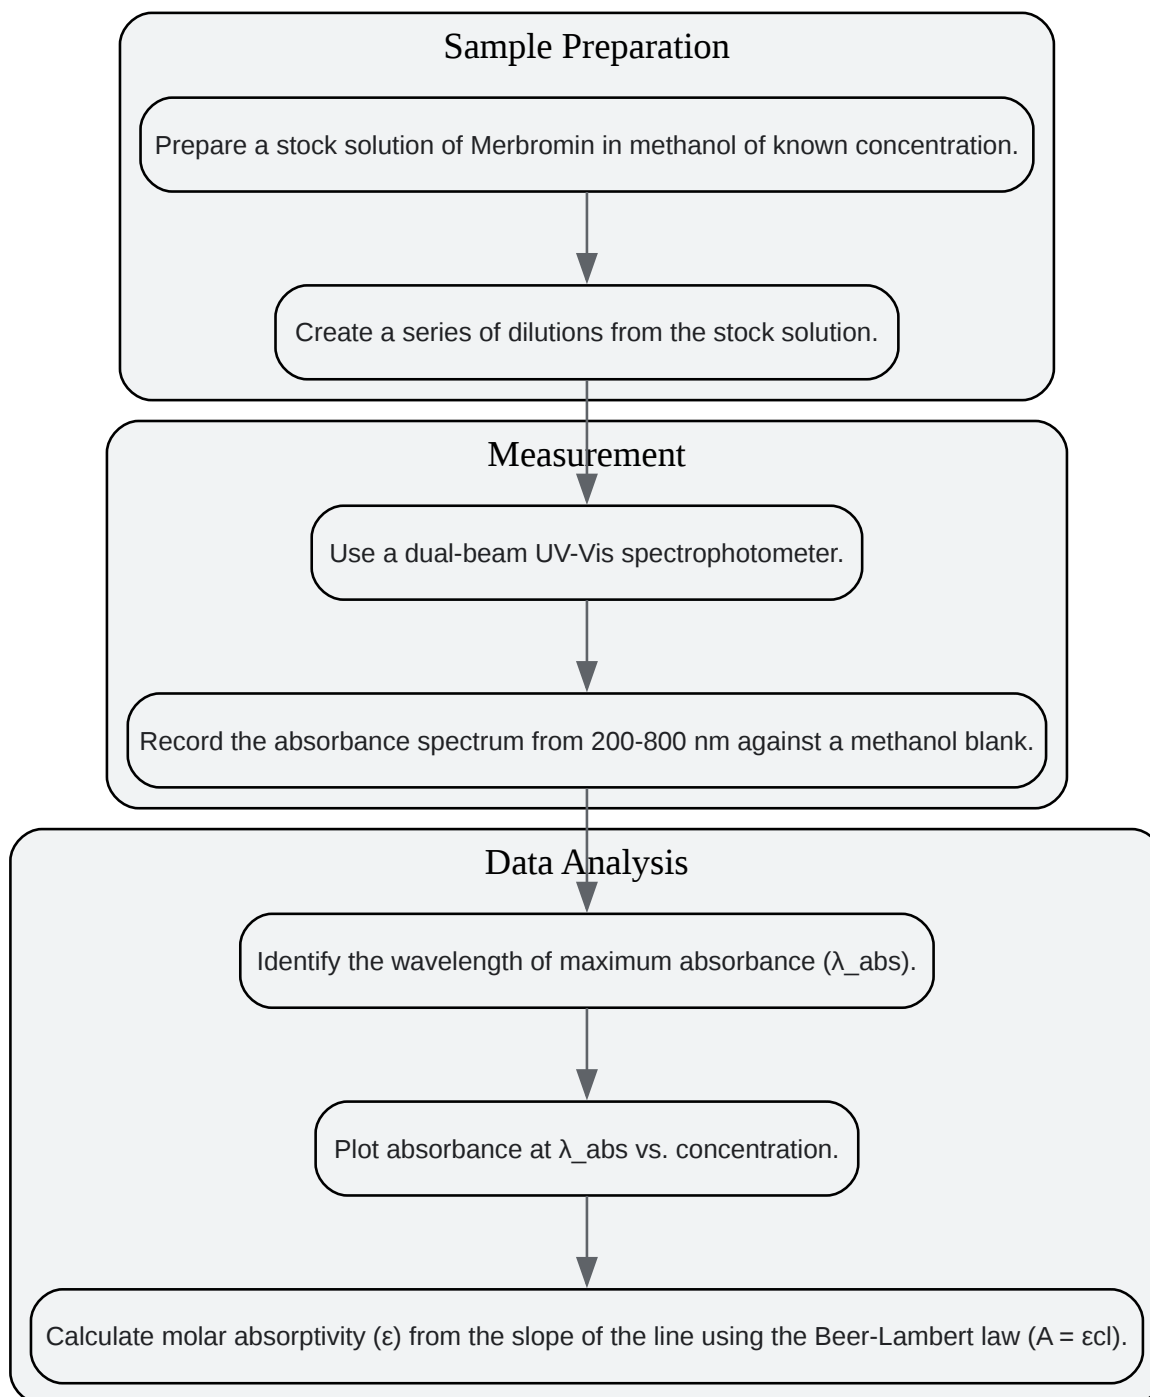 Sample Preparation
Prepare a stock solution of Merbromin in methanol of known concentration.
Create a series of dilutions from the stock solution.
Measurement
Use a dual-beam UV-Vis spectrophotometer.
Record the absorbance spectrum from 200-800 nm against a methanol blank.
Data Analysis
Identify the wavelength of maximum absorbance (λ_abs).
Plot absorbance at λ_abs vs. concentration.
Calculate molar absorptivity (ε) from the slope of the line using the Beer-Lambert law (A = εcl).